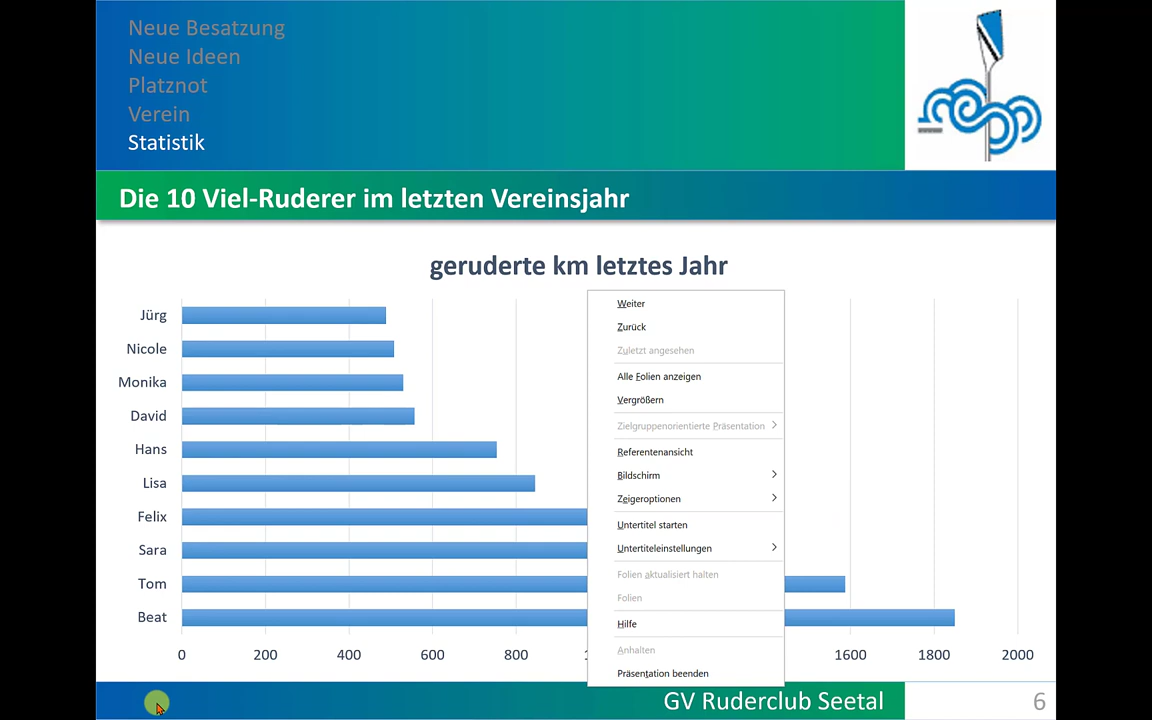 Neue Besatzung
Neue Ideen
Platznot
Verein
Statistik
Die 10 Viel-Ruderer im letzten Vereinsjahr
geruderte km letztes Jahr
Jürg
Nicole
Monika
David
Hans
Lisa
Felix
Sara
Tom
Beat
0 200 400 600 800 1600 1800 2000
Weiter
Zurück
Zuletzt angesehen
Alle Folien anzeigen
Vergrößern
Zielgruppenorientierte Präsentation
Referentenansicht
Bildschirm
Zeigeroptionen
Untertitel starten
Untertiteleinstellungen
Folien aktualisiert halten
Folien
Hilfe
Anhalten
Präsentation beenden
GV Ruderclub Seetal
6